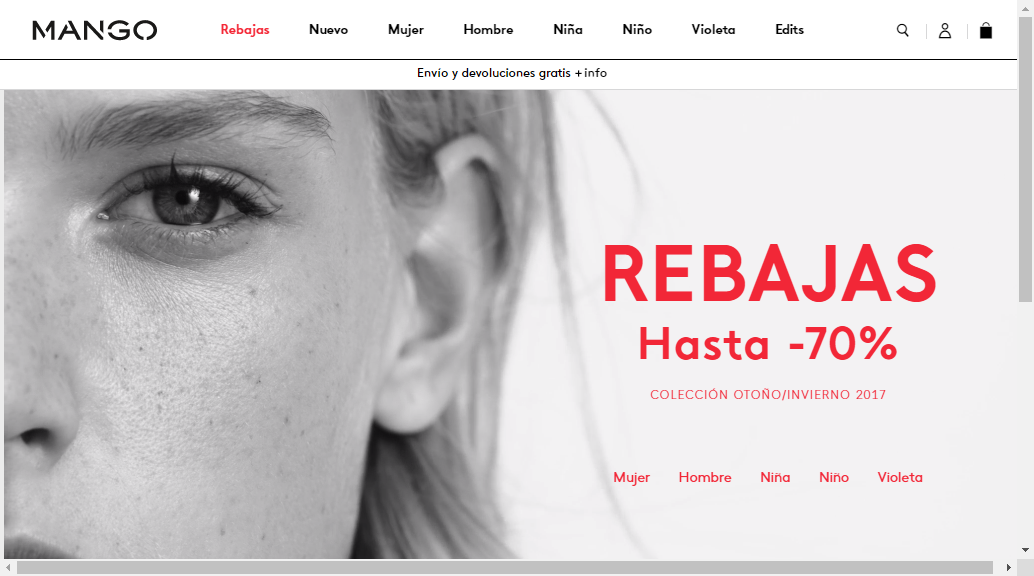 MANGO
Rebajas Nuevo Mujer Hombre Niña Niño Violeta Edits
Envío y devoluciones gratis +info
REBAJAS
Hasta -70%
COLECCIÓN OTOÑO/INVIERNO 2017
Mujer Hombre Niña Niño Violeta